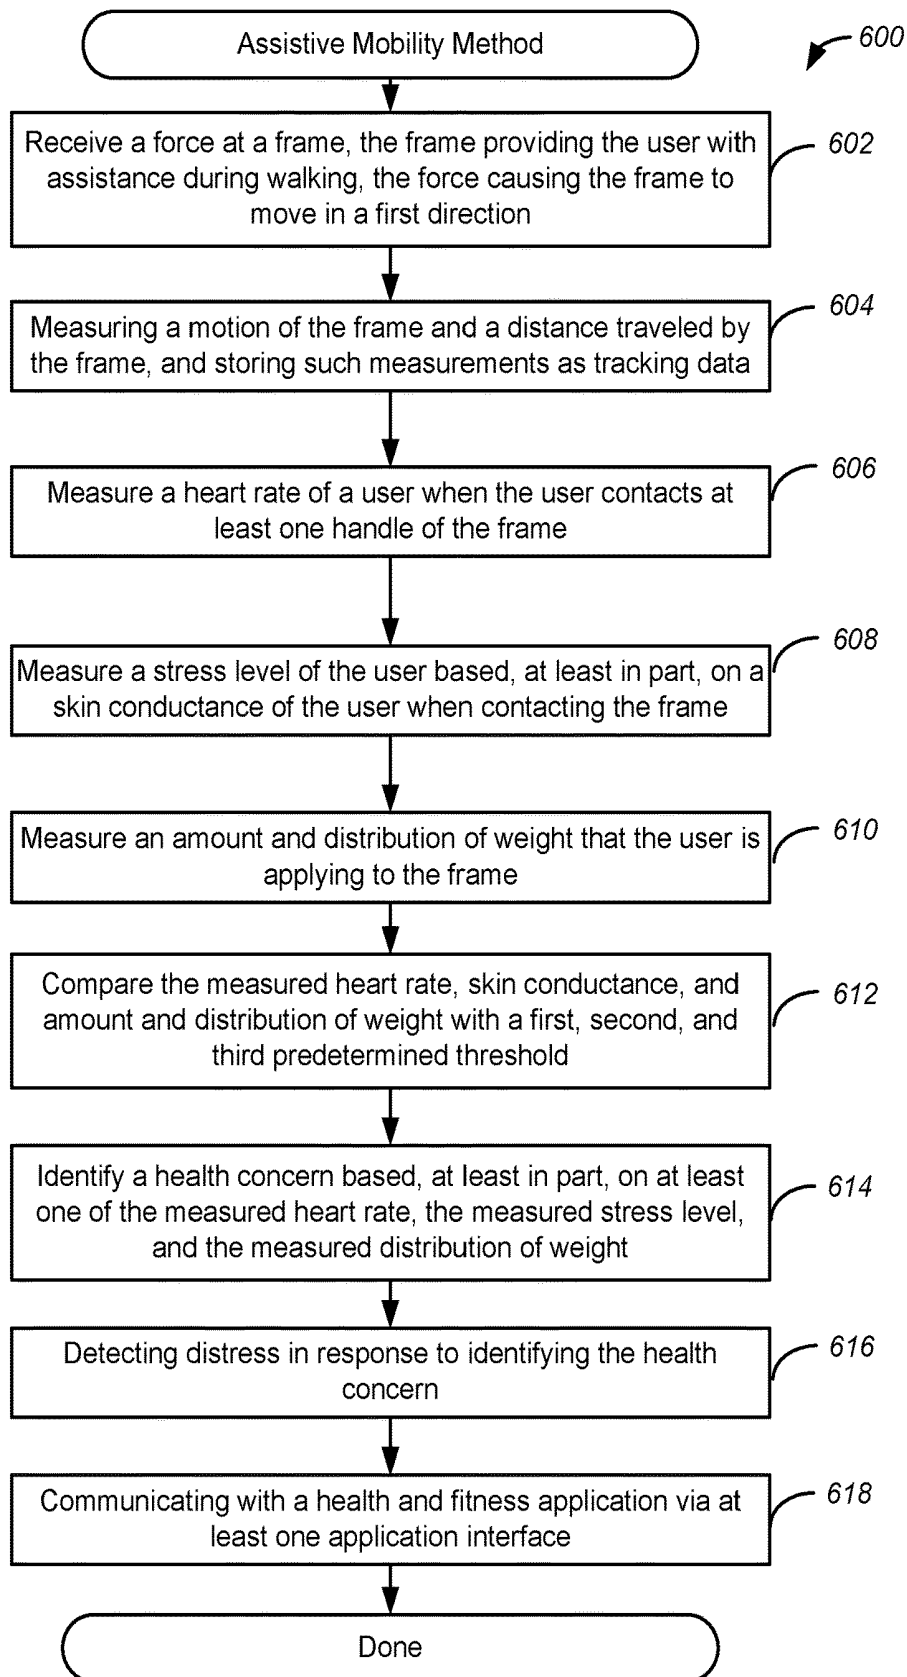 Assistive Mobility Method
600
Receive a force at a frame, the frame providing the user with
assistance during walking, the force causing the frame to
move in a first direction
602
Measuring a motion of the frame and a distance traveled by
the frame, and storing such measurements as tracking data
604
Measure a heart rate of a user when the user contacts at
least one handle of the frame
606
Measure a stress level of the user based, at least in part, on a
skin conductance of the user when contacting the frame
608
Measure an amount and distribution of weight that the user is
applying to the frame
610
Compare the measured heart rate, skin conductance, and
amount and distribution of weight with a first, second, and
third predetermined threshold
612
Identify a health concern based, at least in part, on at least
one of the measured heart rate, the measured stress level,
and the measured distribution of weight
614
Detecting distress in response to identifying the health
concern
616
Communicating with a health and fitness application via at
least one application interface
618
Done